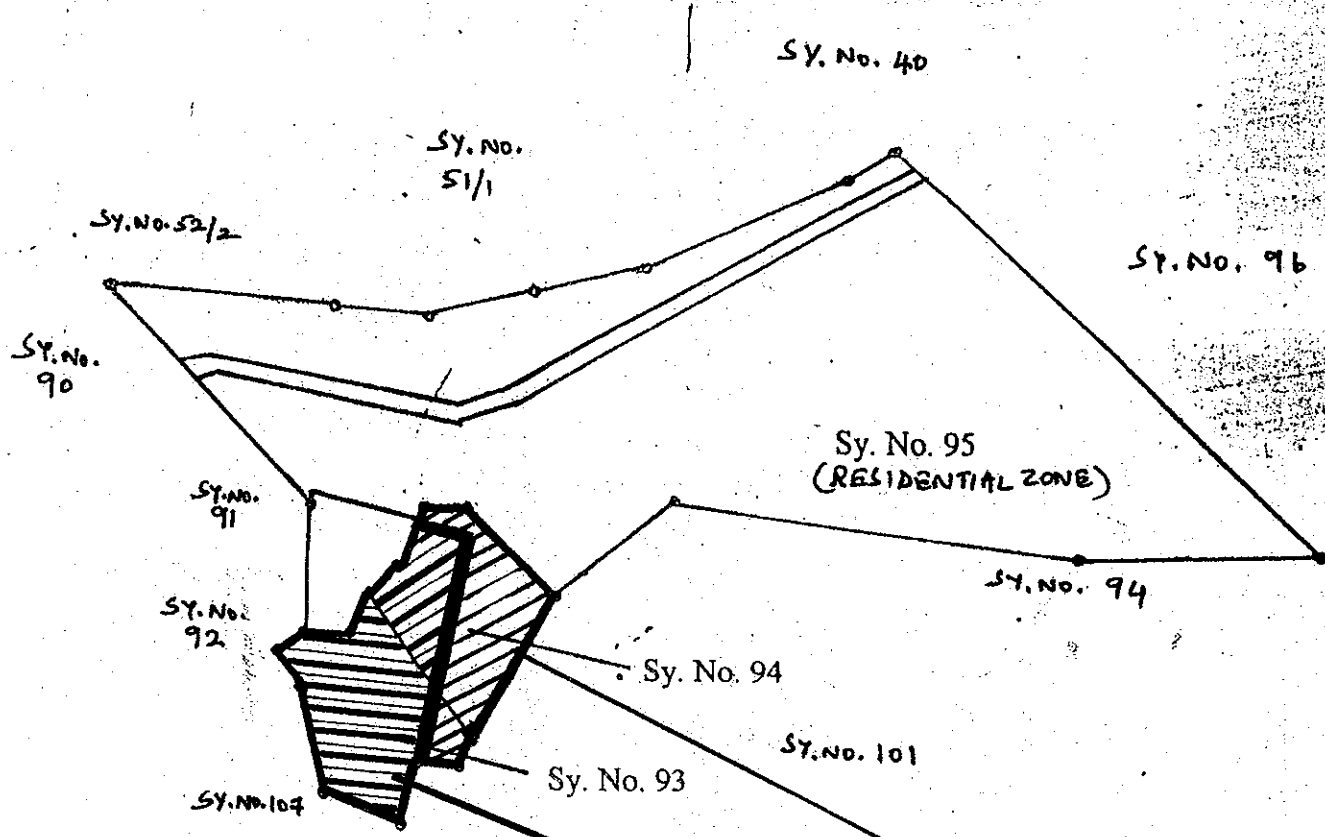 SY. No. 40
SY. NO.
51/1
SY.NO.52/2
SY. NO. 96
SY.No.
90
Sy. No. 95
(RESIDENTIAL ZONE)
SY.NO.
91
SY. NO. 94
SY.No.
92
Sy. No. 94
SY.NO. 101
Sy. No. 93
SY.NO.107